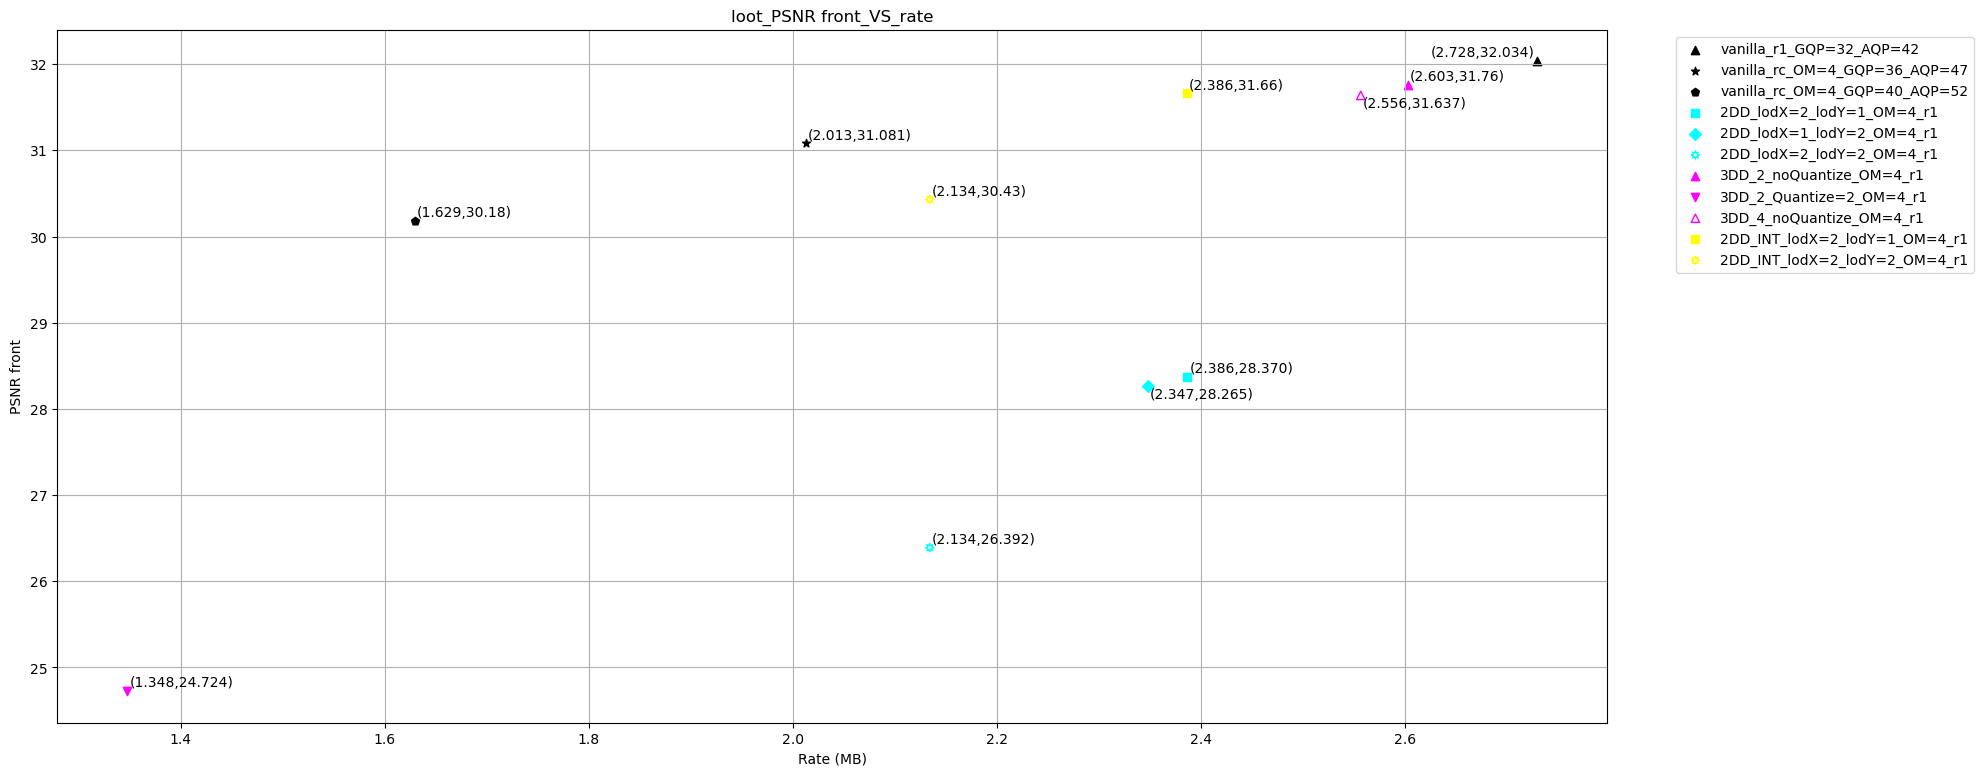 loot_PSNR front_VS_rate
PSNR front
32
31
30
29
28
27
26
25
(2.728,32.034)
(2.603,31.76)
(2.386,31.66)
(2.556,31.637)
(2.013,31.081)
(2.134,30.43)
(1.629,30.18)
(2.386,28.370)
(2.347,28.265)
(2.134,26.392)
(1.348,24.724)
1.4
1.6
1.8
2.0
2.2
2.4
2.6
Rate (MB)
vanilla_r1_GQP=32_AQP=42
vanilla_rc_OM=4_GQP=36_AQP=47
vanilla_rc_OM=4_GQP=40_AQP=52
2DD_lodX=2_lodY=1_OM=4_r1
2DD_lodX=1_lodY=2_OM=4_r1
2DD_lodX=2_lodY=2_OM=4_r1
3DD_2_noQuantize_OM=4_r1
3DD_2_Quantize=2_OM=4_r1
3DD_4_noQuantize_OM=4_r1
2DD_INT_lodX=2_lodY=1_OM=4_r1
2DD_INT_lodX=2_lodY=2_OM=4_r1